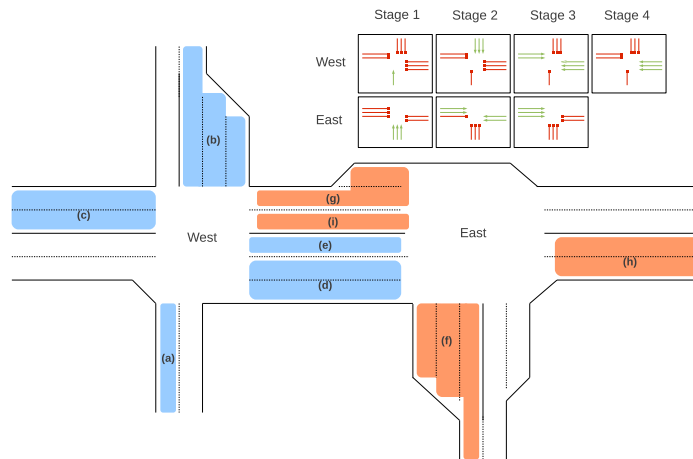 Stage 1 Stage 2 Stage 3 Stage 4
West
East
(b)
(c)
(g)
(i)
West
East
(e)
(h)
(d)
(f)
(a)